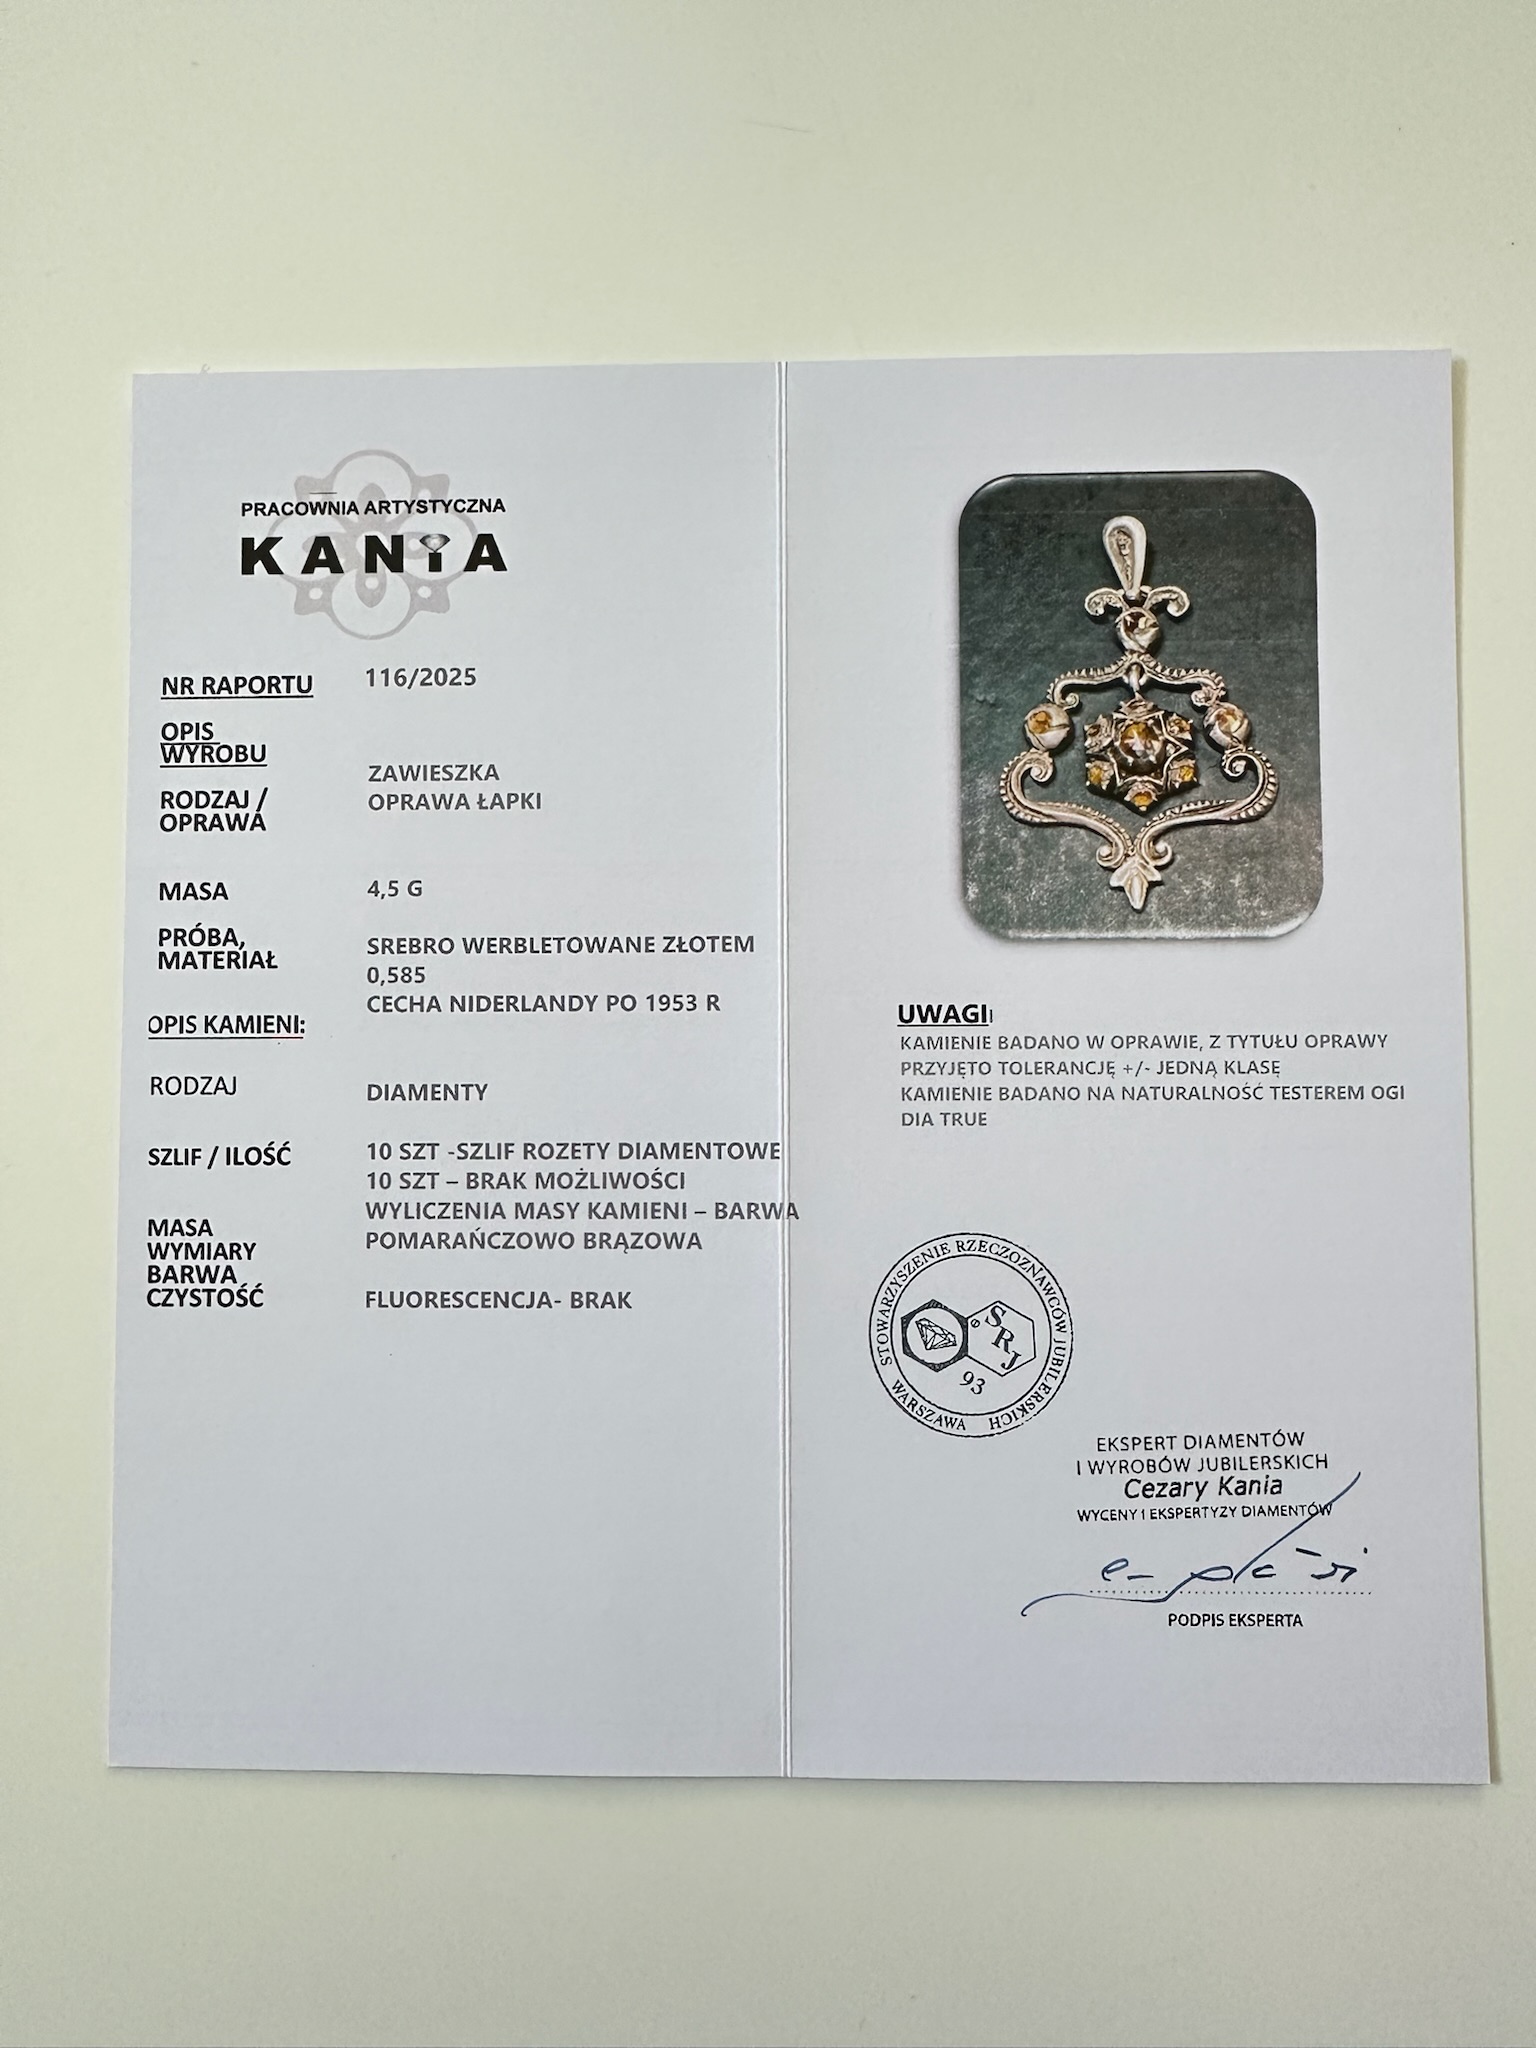 PRACOWNIA ARTYSTYCZNA
KANIA
NR RAPORTU
116/2025
OPIS
WYROBU
RODZAJ /
OPRAWA
ZAWIESZKA
OPRAWA ŁAPKI
MASA
4,5 G
PRÓBA,
MATERIAŁ
SREBRO WERBLETOWANE ZŁOTEM
0,585
CECHA NIDERLANDY PO 1953 R
OPIS KAMIENI:
RODZAJ
DIAMENTY
SZLIF / ILOŚĆ
10 SZT -SZLIF ROZETY DIAMENTOWE
10 SZT – BRAK MOŻLIWOŚCI
WYLICZENIA MASY KAMIENI – BARWA
POMARAŃCZOWO BRĄZOWA
MASA
WYMIARY
BARWA
CZYSTOŚĆ
FLUORESCENCJA- BRAK
UWAGI:
KAMIENIE BADANO W OPRAWIE, Z TYTUŁU OPRAWY
PRZYJĘTO TOLERANCJĘ +/- JEDNĄ KLASĘ
KAMIENIE BADANO NA NATURALNOŚĆ TESTEREM OGI
DIA TRUE
STOWARZYSZENIE RZECZOZNAWCÓW JUBILERSKICH
WARSZAWA
® SRJ
93
EKSPERT DIAMENTÓW
I WYROBÓW JUBILERSKICH
Cezary Kania
WYCENY I EKSPERTYZY DIAMENTÓW
PODPIS EKSPERTA